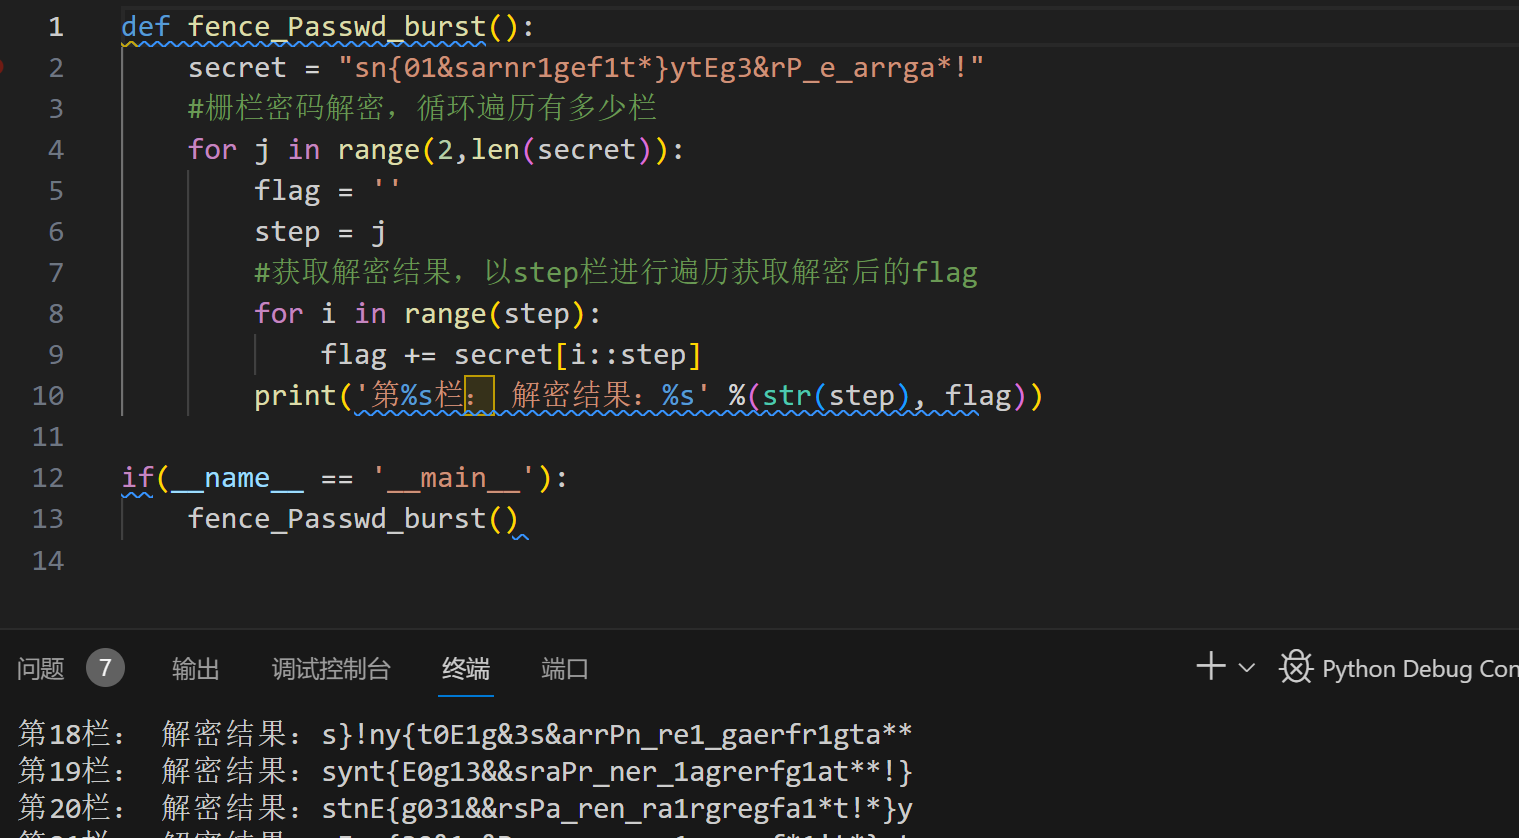 1 def fence_Passwd_burst():
2 secret = "sn{01&sarnr1gef1t*}ytEg3&rP_e_arrga*!"
3 #栅栏密码解密，循环遍历有多少栏
4 for j in range(2,len(secret)):
5 flag = ''
6 step = j
7 #获取解密结果，以step栏进行遍历获取解密后的flag
8 for i in range(step):
9 flag += secret[i::step]
10 print('第%s栏： 解密结果：%s' %(str(step), flag))
11
12 if(__name__ == '__main__'):
13 fence_Passwd_burst()
14
问题 7 输出 调试控制台 终端 端口 Python Debug Con
第18栏： 解密结果：s}!ny{t0E1g&3s&arrPn_re1_gaerfr1gta**
第19栏： 解密结果：synt{E0g13&&sraPr_ner_1agrerfg1at**!}
第20栏： 解密结果：stnE{g031&&rsPa_ren_ra1rgregfa1*t!*}y